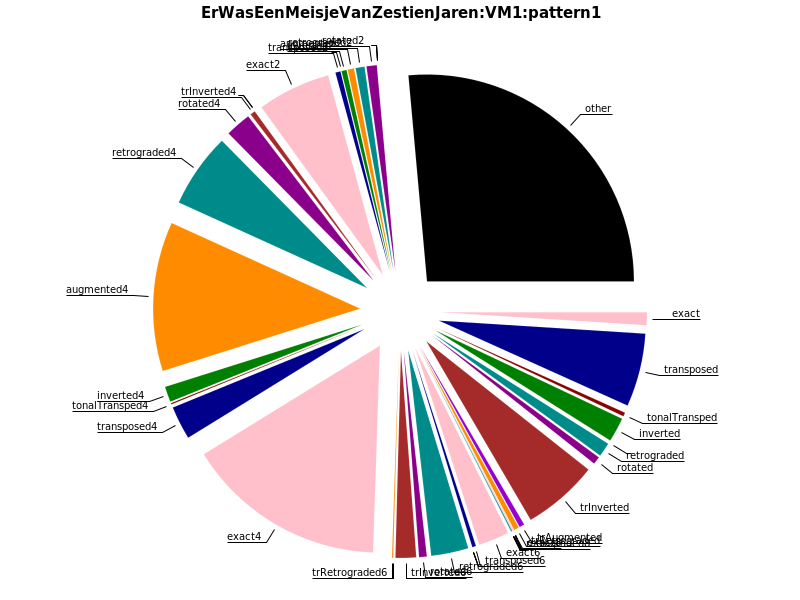 ErWasEenMeisjeVanZestienJaren:VM1:pattern1
rotated2
exact2
other
trInverted4
rotated4
retrograded4
augmented4
exact
transposed
inverted4
tonalTransped4
transposed4
tonalTransped
inverted
retrograded
rotated
trInverted
exact4
trAugmented
exact6
transposed6
retrograded6
rotated6
trInverted6
trRetrograded6